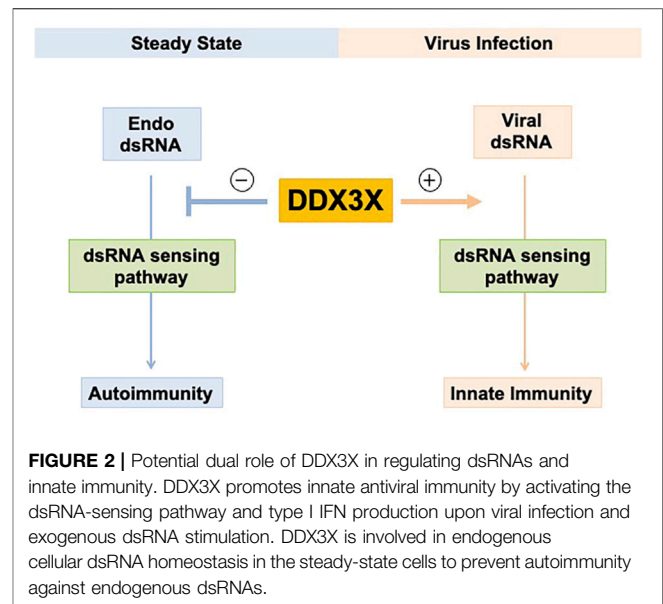 Steady State
Virus Infection
Endo
dsRNA
Viral
dsRNA
−
DDX3X
+
dsRNA sensing
pathway
dsRNA sensing
pathway
Autoimmunity
Innate Immunity
FIGURE 2 | Potential dual role of DDX3X in regulating dsRNAs and
innate immunity. DDX3X promotes innate antiviral immunity by activating the
dsRNA-sensing pathway and type I IFN production upon viral infection and
exogenous dsRNA stimulation. DDX3X is involved in endogenous
cellular dsRNA homeostasis in the steady-state cells to prevent autoimmunity
against endogenous dsRNAs.